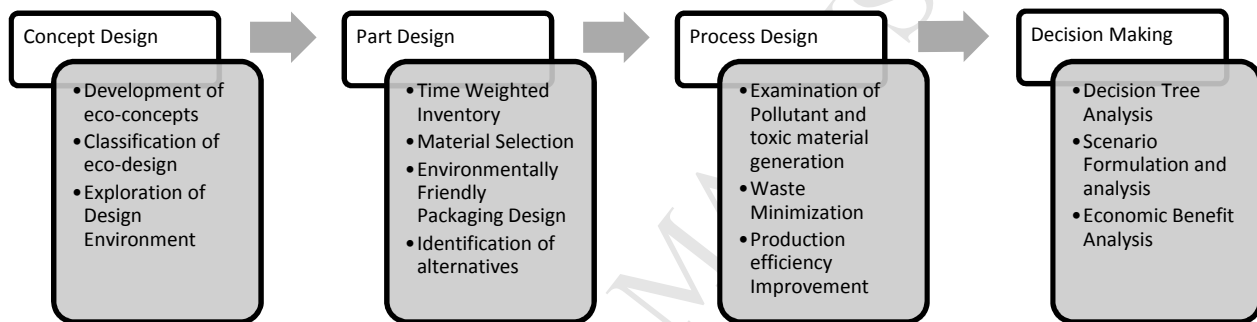 Concept Design
•Development of
eco-concepts
•Classification of
eco-design
•Exploration of
Design
Environment
Part Design
•Time Weighted
Inventory
•Material Selection
•Environmentally
Friendly
Packaging Design
•Identification of
alternatives
Process Design
•Examination of
Pollutant and
toxic material
generation
•Waste
Minimization
•Production
efficiency
Improvement
Decision Making
•Decision Tree
Analysis
•Scenario
Formulation and
analysis
•Economic Benefit
Analysis